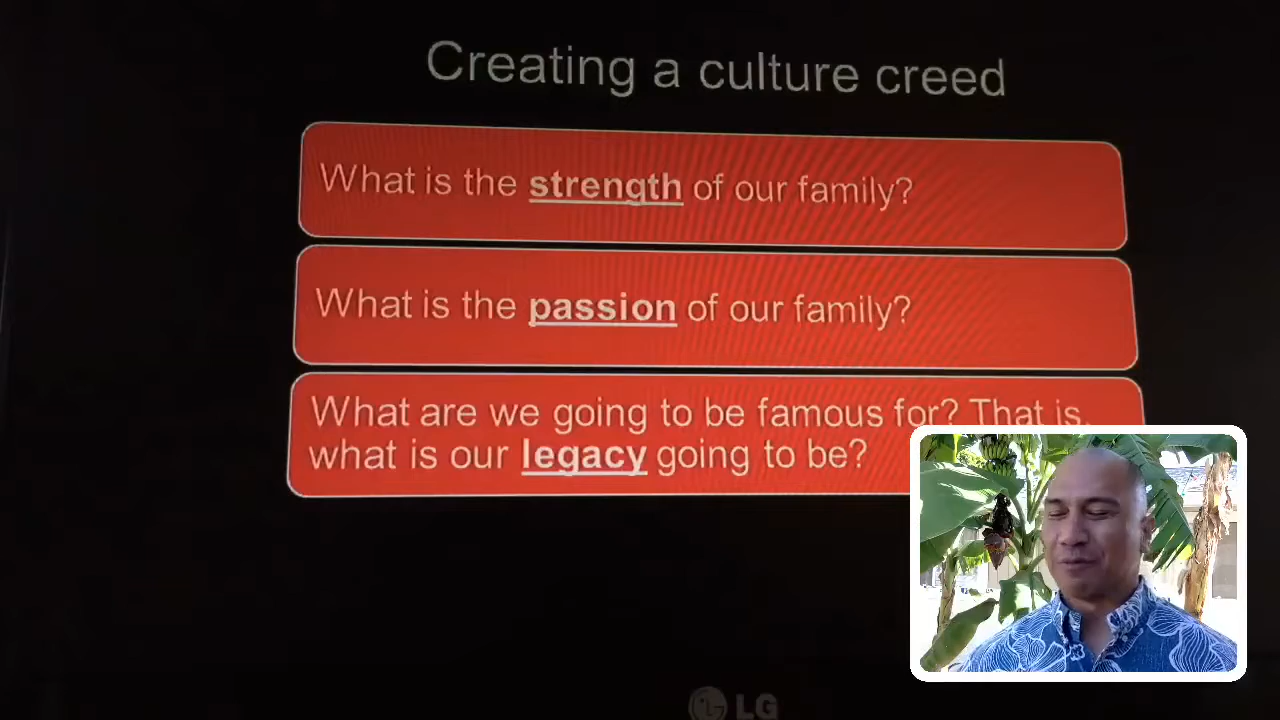 Creating a culture creed
What is the strength of our family?
What is the passion of our family?
What are we going to be famous for? That is,
what is our legacy going to be?
LG